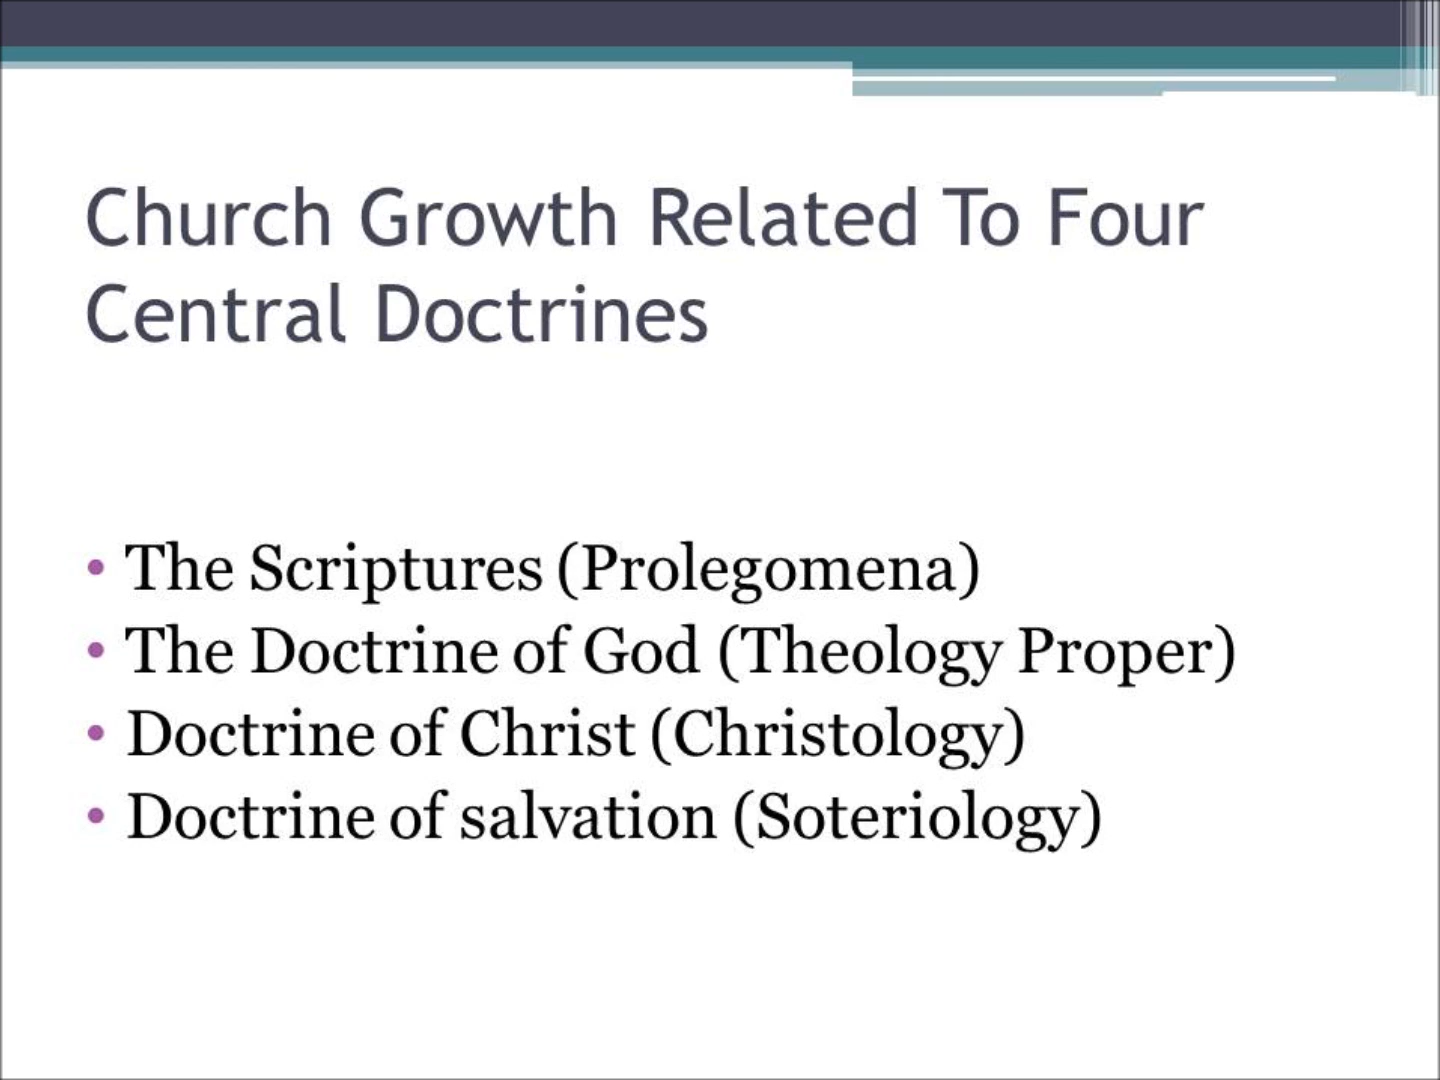 Church Growth Related To Four
Central Doctrines
• The Scriptures (Prolegomena)
• The Doctrine of God (Theology Proper)
• Doctrine of Christ (Christology)
• Doctrine of salvation (Soteriology)